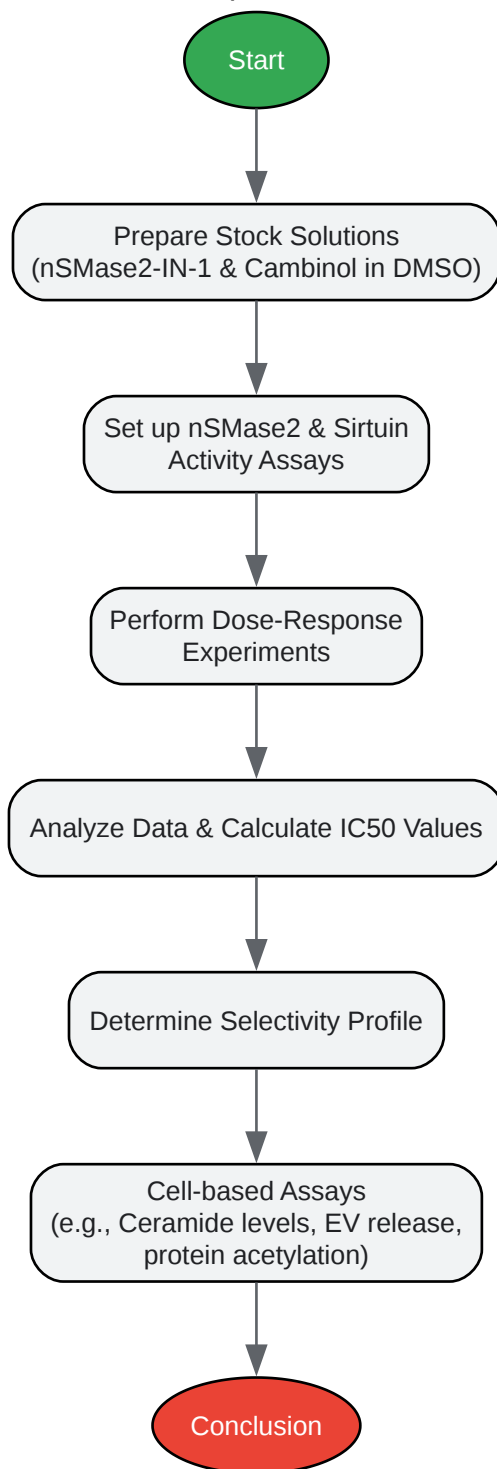 Start
Prepare Stock Solutions
(nSMase2-IN-1 & Cambinol in DMSO)
Set up nSMase2 & Sirtuin
Activity Assays
Perform Dose-Response
Experiments
Analyze Data & Calculate IC50 Values
Determine Selectivity Profile
Cell-based Assays
(e.g., Ceramide levels, EV release,
protein acetylation)
Conclusion